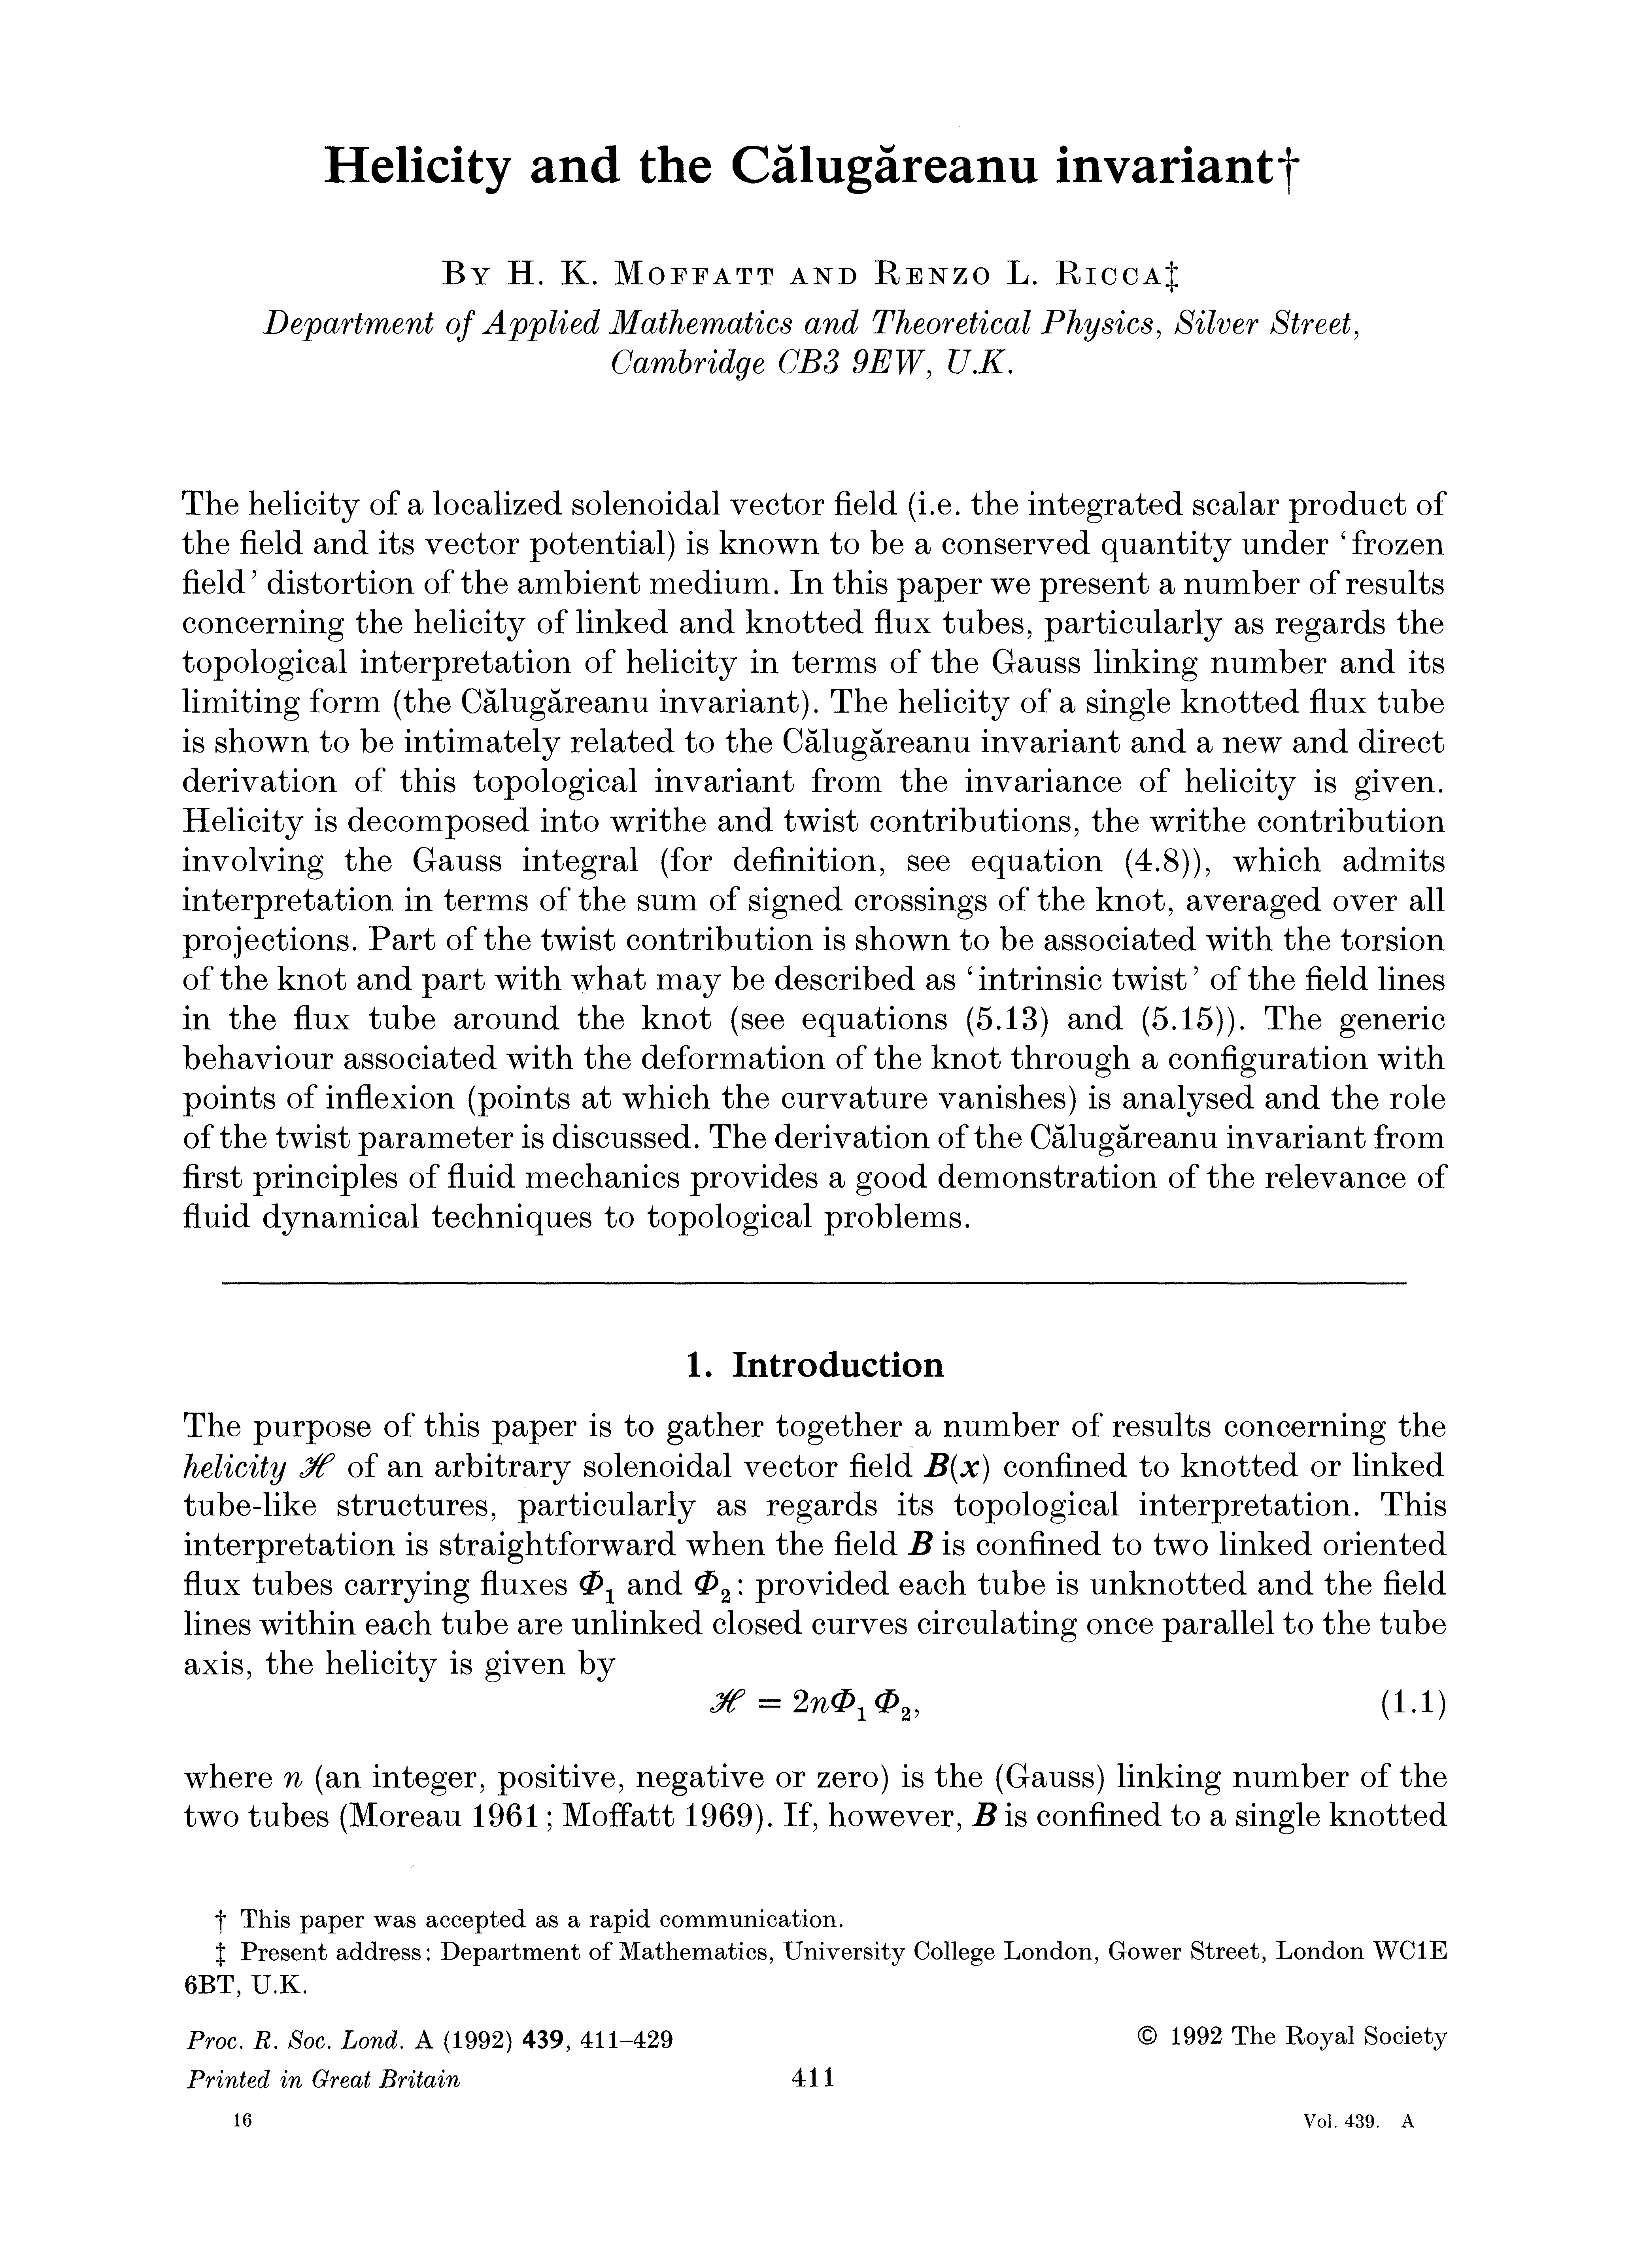 Helicity and the Călugăreanu invariant†
By H. K. Moffatt and Renzo L. Ricca‡
Department of Applied Mathematics and Theoretical Physics, Silver Street,
Cambridge CB3 9EW, U.K.
The helicity of a localized solenoidal vector field (i.e. the integrated scalar product of
the field and its vector potential) is known to be a conserved quantity under ‘frozen
field’ distortion of the ambient medium. In this paper we present a number of results
concerning the helicity of linked and knotted flux tubes, particularly as regards the
topological interpretation of helicity in terms of the Gauss linking number and its
limiting form (the Călugăreanu invariant). The helicity of a single knotted flux tube
is shown to be intimately related to the Călugăreanu invariant and a new and direct
derivation of this topological invariant from the invariance of helicity is given.
Helicity is decomposed into writhe and twist contributions, the writhe contribution
involving the Gauss integral (for definition, see equation (4.8)), which admits
interpretation in terms of the sum of signed crossings of the knot, averaged over all
projections. Part of the twist contribution is shown to be associated with the torsion
of the knot and part with what may be described as ‘intrinsic twist’ of the field lines
in the flux tube around the knot (see equations (5.13) and (5.15)). The generic
behaviour associated with the deformation of the knot through a configuration with
points of inflexion (points at which the curvature vanishes) is analysed and the role
of the twist parameter is discussed. The derivation of the Călugăreanu invariant from
first principles of fluid mechanics provides a good demonstration of the relevance of
fluid dynamical techniques to topological problems.
1. Introduction
The purpose of this paper is to gather together a number of results concerning the
helicity ℋ of an arbitrary solenoidal vector field B(x) confined to knotted or linked
tube-like structures, particularly as regards its topological interpretation. This
interpretation is straightforward when the field B is confined to two linked oriented
flux tubes carrying fluxes Φ₁ and Φ₂: provided each tube is unknotted and the field
lines within each tube are unlinked closed curves circulating once parallel to the tube
axis, the helicity is given by
ℋ = 2nΦ₁Φ₂, (1.1)
where n (an integer, positive, negative or zero) is the (Gauss) linking number of the
two tubes (Moreau 1961; Moffatt 1969). If, however, B is confined to a single knotted
† This paper was accepted as a rapid communication.
‡ Present address: Department of Mathematics, University College London, Gower Street, London WC1E
6BT, U.K.
Proc. R. Soc. Lond. A (1992) 439, 411–429 © 1992 The Royal Society
Printed in Great Britain 411
16 Vol. 439. A